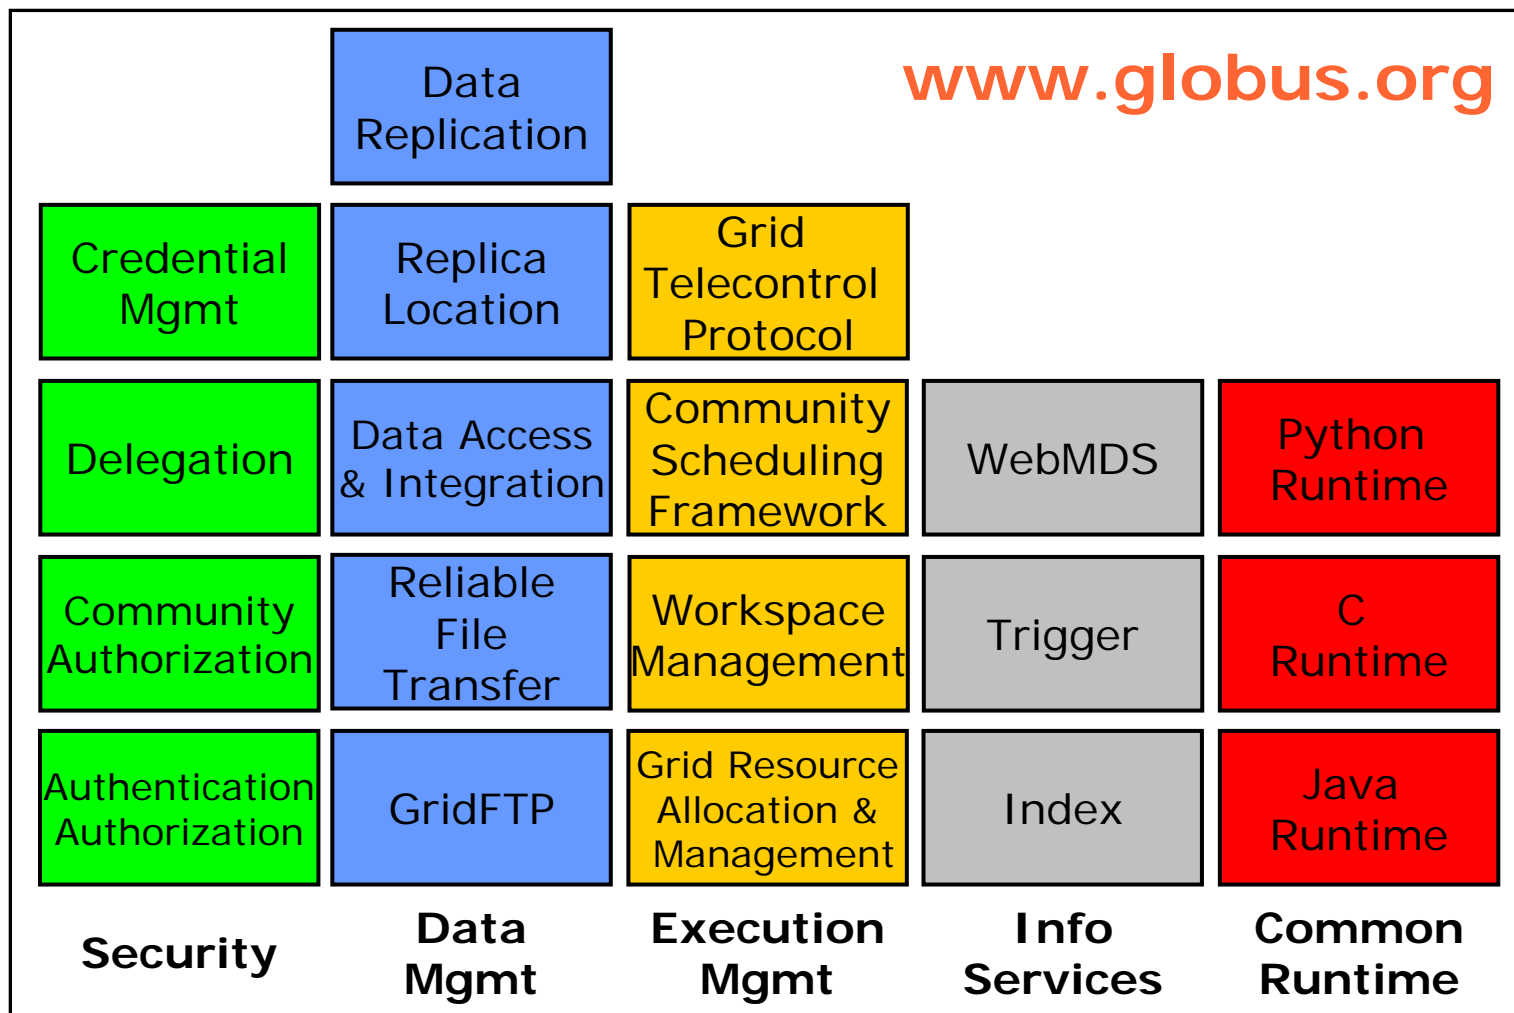 www.globus.org
Data
Replication
Credential
Mgmt
Replica
Location
Grid
Telecontrol
Protocol
Delegation
Data Access
& Integration
Community
Scheduling
Framework
WebMDS
Python
Runtime
Community
Authorization
Reliable
File
Transfer
Workspace
Management
Trigger
C
Runtime
Authentication
Authorization
GridFTP
Grid Resource
Allocation &
Management
Index
Java
Runtime
Security
Data
Mgmt
Execution
Mgmt
Info
Services
Common
Runtime